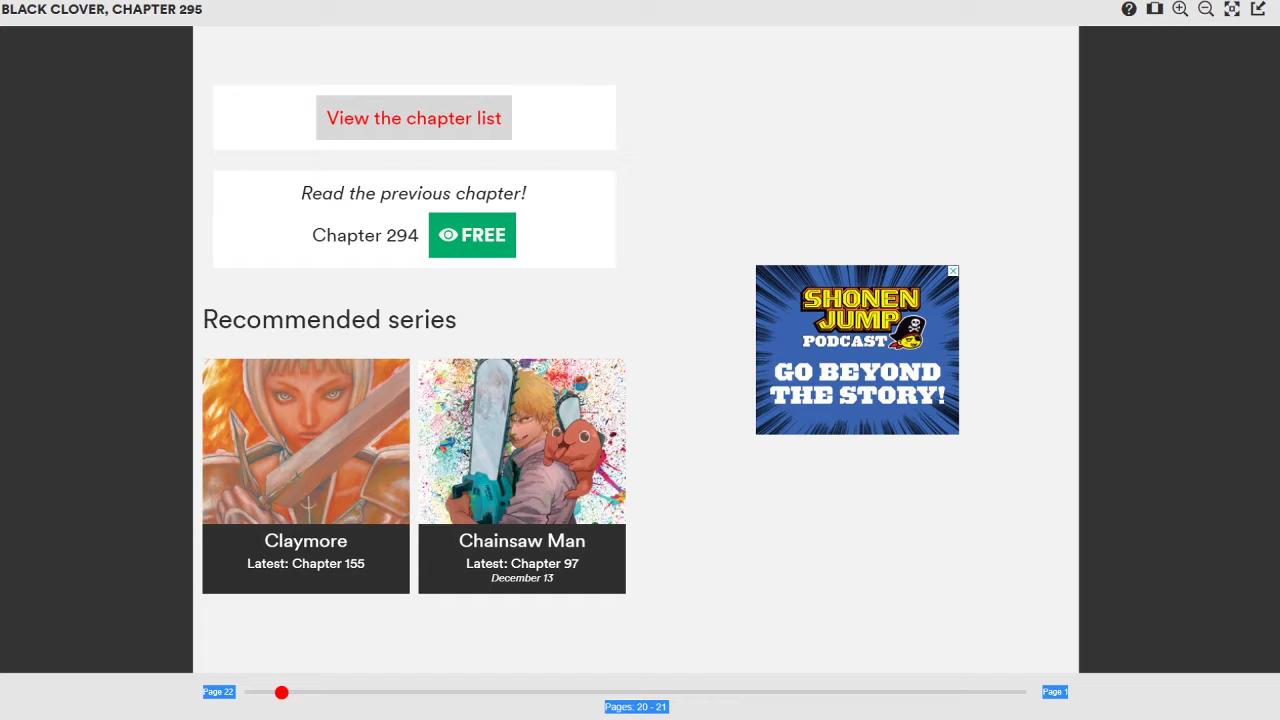 BLACK CLOVER, CHAPTER 295
View the chapter list
Read the previous chapter!
Chapter 294 FREE
Recommended series
SHONEN
JUMP
PODCAST
GO BEYOND
THE STORY!
Claymore
Latest: Chapter 155
Chainsaw Man
Latest: Chapter 97
December 13
Page 22
Page 1
Pages: 20 - 21